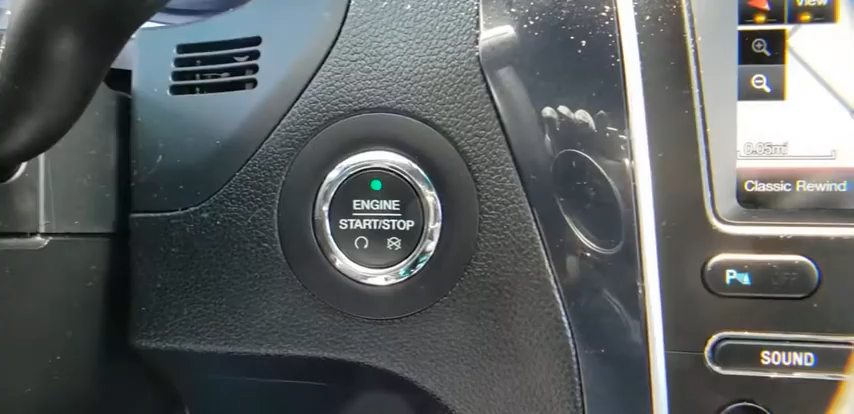 View
0.05mi
Classic Rewind
ENGINE
START/STOP
P OFF
SOUND